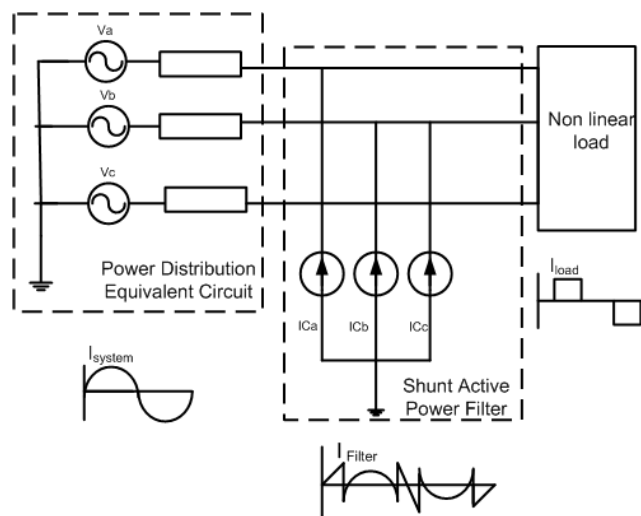 Va
Vb
Vc
Power Distribution
Equivalent Circuit
Non linear
load
ICa
ICb
ICc
Shunt Active
Power Filter
Iload
Isystem
I Filter